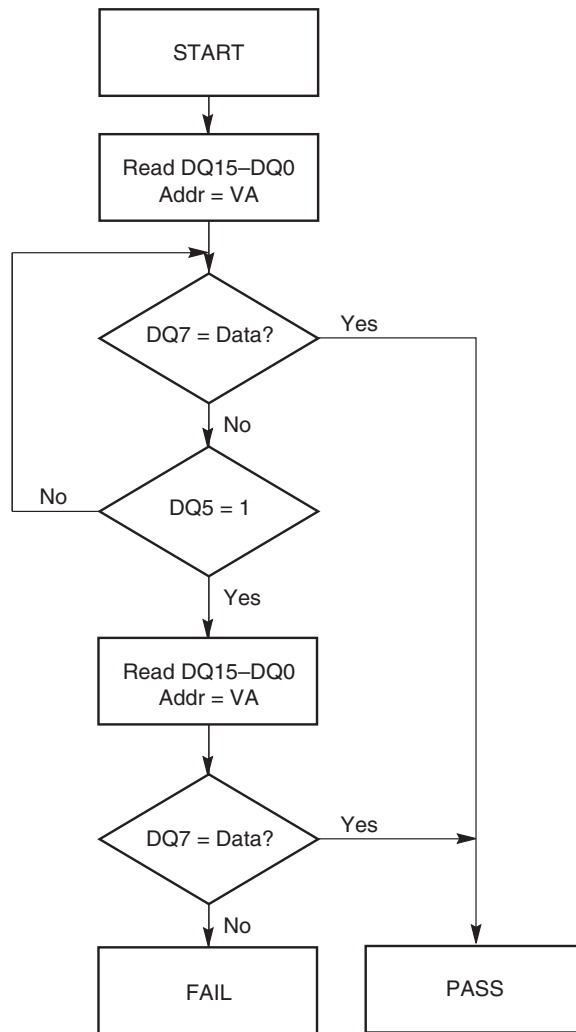 START
Read DQ15–DQ0
Addr = VA
DQ7 = Data?
Yes
No
No
DQ5 = 1
Yes
Read DQ15–DQ0
Addr = VA
DQ7 = Data?
Yes
No
FAIL
PASS